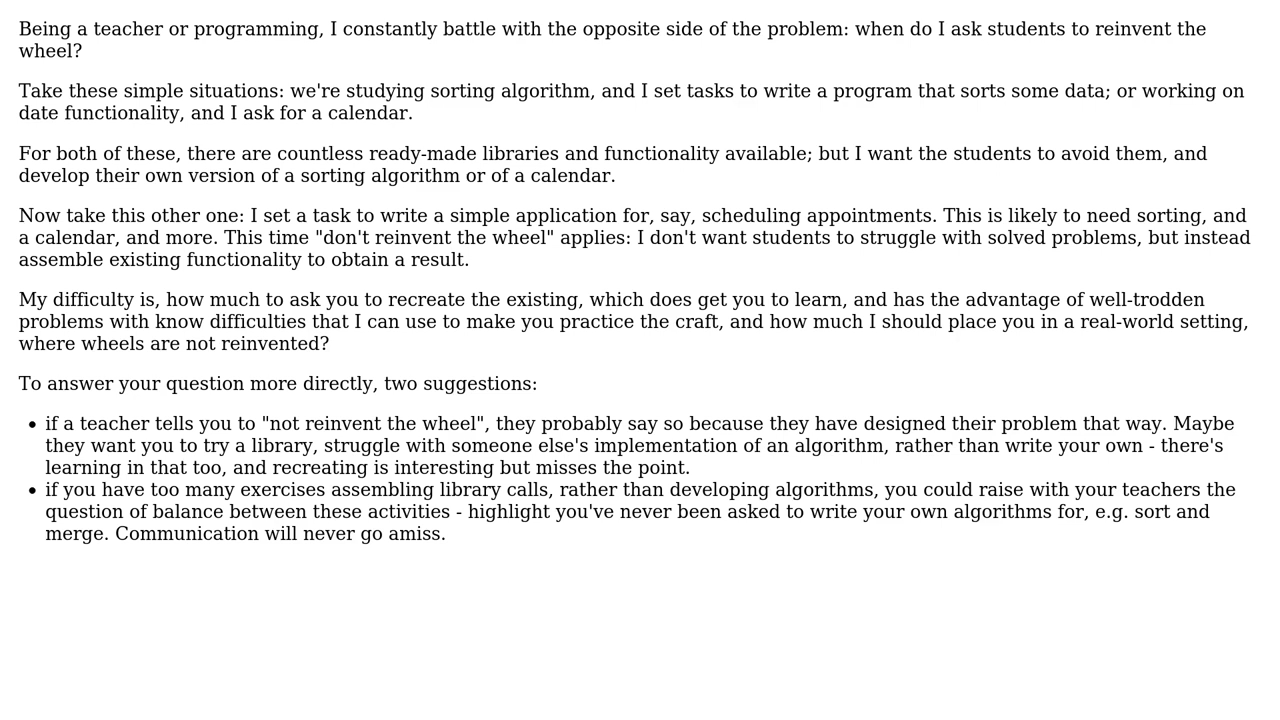 Being a teacher or programming, I constantly battle with the opposite side of the problem: when do I ask students to reinvent the
wheel?
Take these simple situations: we're studying sorting algorithm, and I set tasks to write a program that sorts some data; or working on
date functionality, and I ask for a calendar.
For both of these, there are countless ready-made libraries and functionality available; but I want the students to avoid them, and
develop their own version of a sorting algorithm or of a calendar.
Now take this other one: I set a task to write a simple application for, say, scheduling appointments. This is likely to need sorting, and
a calendar, and more. This time "don't reinvent the wheel" applies: I don't want students to struggle with solved problems, but instead
assemble existing functionality to obtain a result.
My difficulty is, how much to ask you to recreate the existing, which does get you to learn, and has the advantage of well-trodden
problems with know difficulties that I can use to make you practice the craft, and how much I should place you in a real-world setting,
where wheels are not reinvented?
To answer your question more directly, two suggestions:
• if a teacher tells you to "not reinvent the wheel", they probably say so because they have designed their problem that way. Maybe
they want you to try a library, struggle with someone else's implementation of an algorithm, rather than write your own - there's
learning in that too, and recreating is interesting but misses the point.
• if you have too many exercises assembling library calls, rather than developing algorithms, you could raise with your teachers the
question of balance between these activities - highlight you've never been asked to write your own algorithms for, e.g. sort and
merge. Communication will never go amiss.